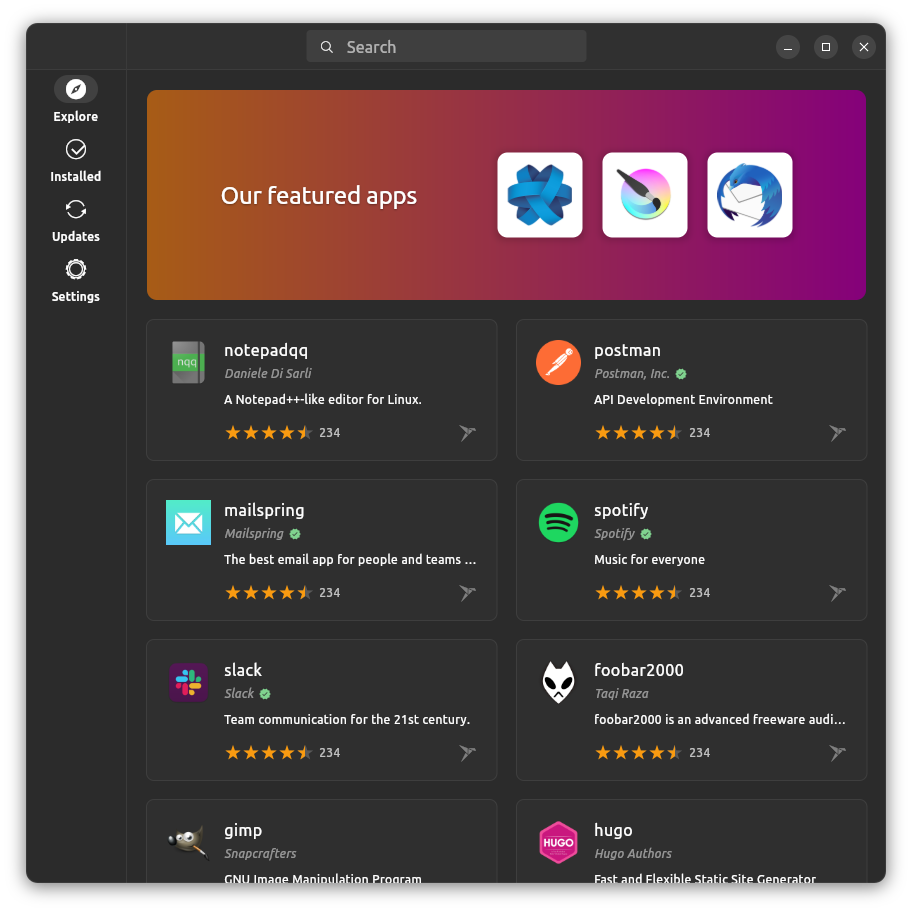 Search
Explore
Installed
Updates
Settings
Our featured apps
nqq
notepadqq
Daniele Di Sarli
A Notepad++-like editor for Linux.
234
postman
Postman, Inc.
API Development Environment
234
mailspring
Mailspring
The best email app for people and teams ...
234
spotify
Spotify
Music for everyone
234
slack
Slack
Team communication for the 21st century.
234
foobar2000
Taqi Raza
foobar2000 is an advanced freeware audi...
234
gimp
Snapcrafters
GNU Image Manipulation Program
HUGO
hugo
Hugo Authors
Fast and Flexible Static Site Generator